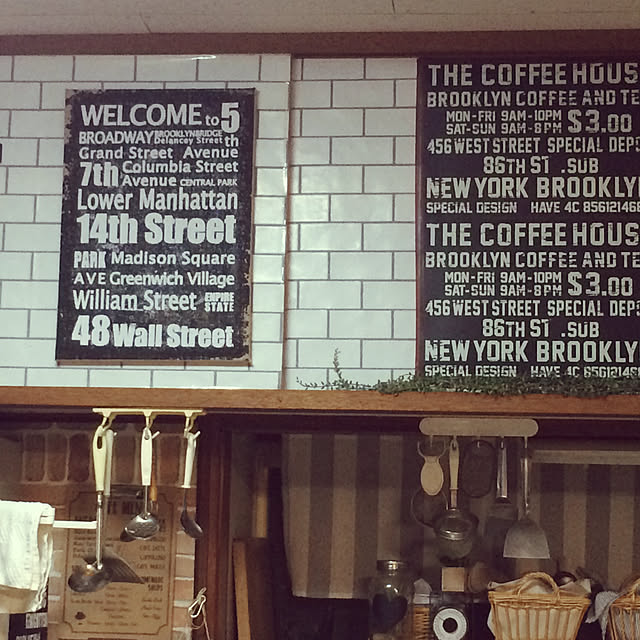 WELCOME to 5th
BROADWAY BROOKLYN BRIDGE
Delancey Street
Grand Street Avenue
7th Columbia Street
Avenue CENTRAL PARK
Lower Manhattan
14th Street
PARK Madison Square
AVE Greenwich Village
William Street EMPIRE STATE
48 Wall Street
THE COFFEE HOUS
BROOKLYN COFFEE AND TE
MON-FRI 9AM-10PM
SAT-SUN 9AM-8PM $3.00
456 WEST STREET SPECIAL DEP
86TH ST .SUB
NEW YORK BROOKLY
SPECIAL DESIGN HAVE 4C 856121468
THE COFFEE HOUS
BROOKLYN COFFEE AND TE
MON-FRI 9AM-10PM
SAT-SUN 9AM-8PM $3.00
456 WEST STREET SPECIAL DEP
86TH ST .SUB
NEW YORK BROOKLY
SPECIAL DESIGN HAVE 4C 85612146